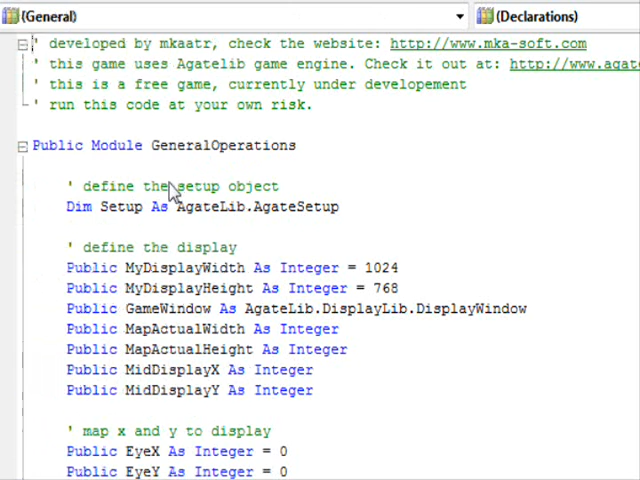 (General)
(Declarations)
' developed by mkaatr, check the website: http://www.mka-soft.com
' this game uses Agatelib game engine. Check it out at: http://www.agate
' this is a free game, currently under developement
' run this code at your own risk.
Public Module GeneralOperations
' define the setup object
Dim Setup As AgateLib.AgateSetup
' define the display
Public MyDisplayWidth As Integer = 1024
Public MyDisplayHeight As Integer = 768
Public GameWindow As AgateLib.DisplayLib.DisplayWindow
Public MapActualWidth As Integer
Public MapActualHeight As Integer
Public MidDisplayX As Integer
Public MidDisplayY As Integer
' map x and y to display
Public EyeX As Integer = 0
Public EyeY As Integer = 0